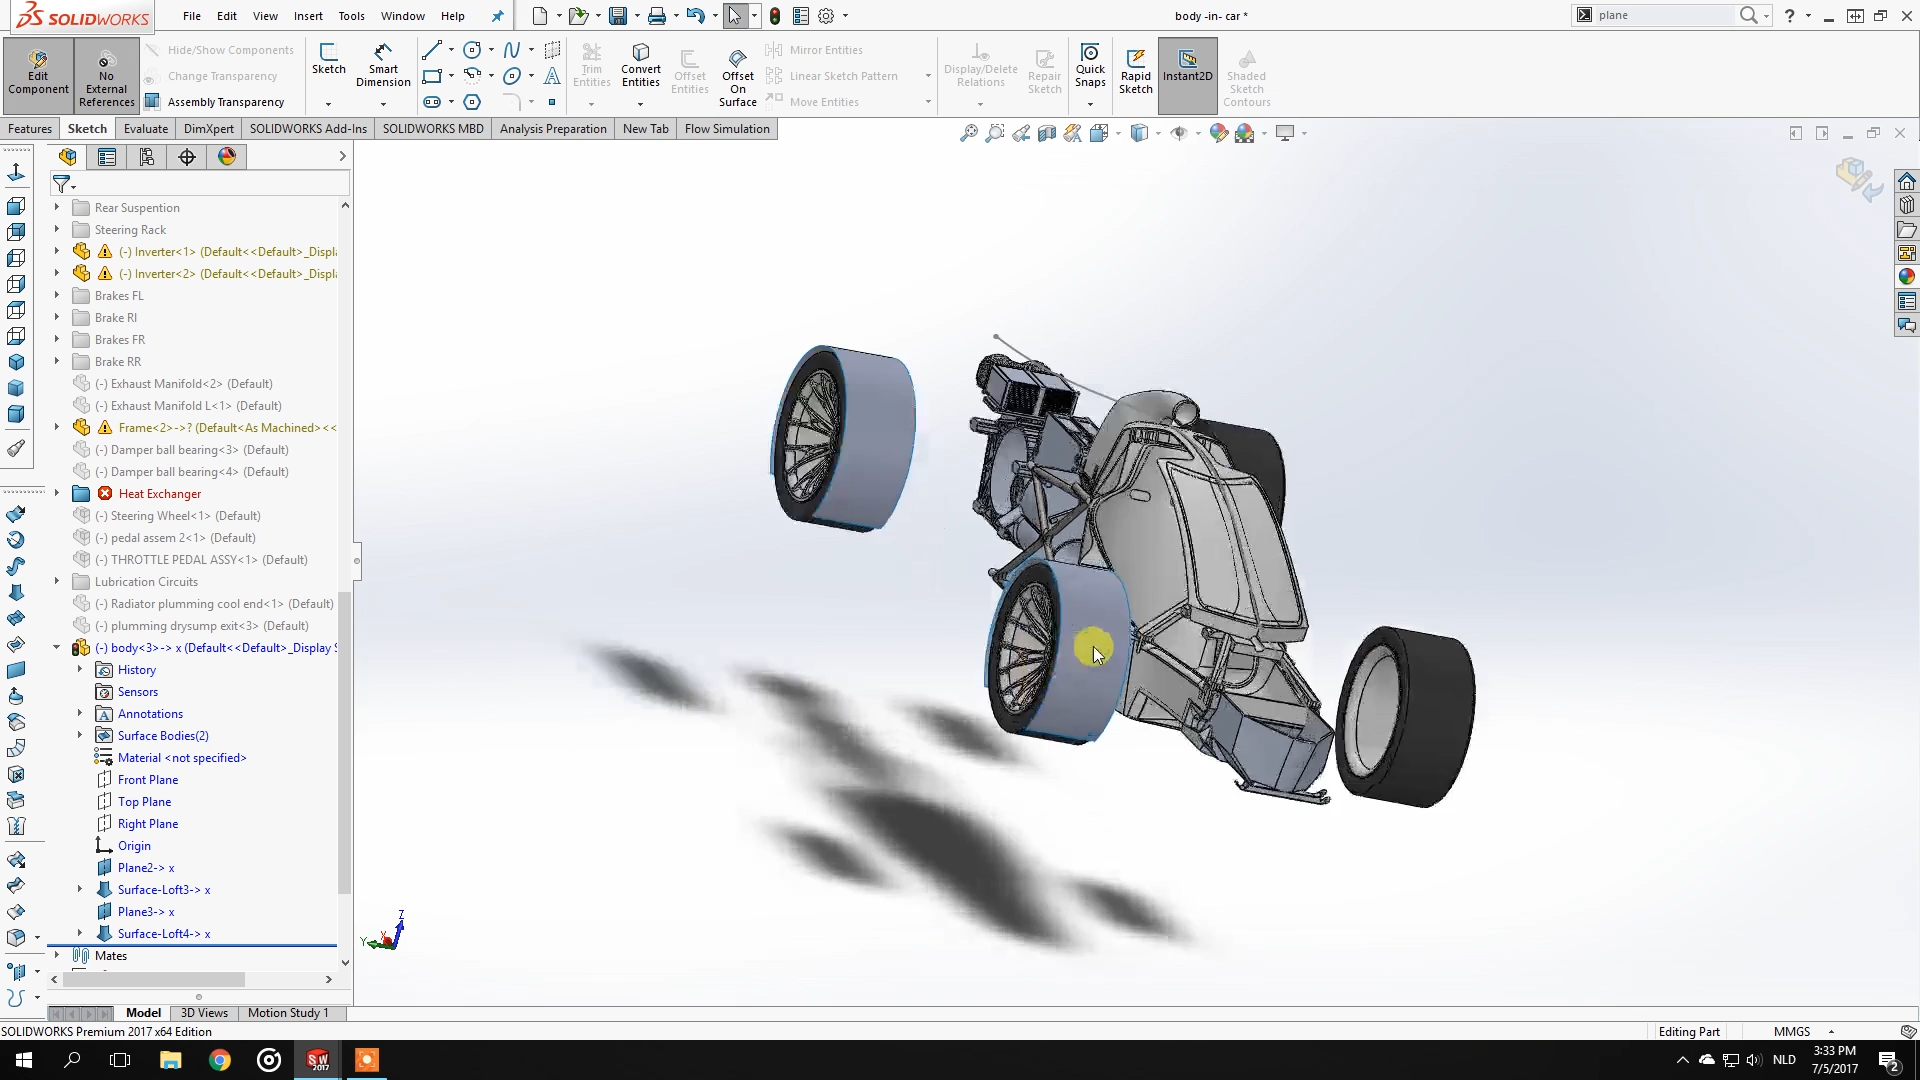 SOLIDWORKS
File Edit View Insert Tools Window Help
body -in- car *
plane
Edit Component
No External References
Hide/Show Components
Change Transparency
Assembly Transparency
Sketch
Smart Dimension
Trim Entities
Convert Entities
Offset Entities
Offset On Surface
Mirror Entities
Linear Sketch Pattern
Move Entities
Display/Delete Relations
Repair Sketch
Quick Snaps
Rapid Sketch
Instant2D
Shaded Sketch Contours
Features Sketch Evaluate DimXpert SOLIDWORKS Add-Ins SOLIDWORKS MBD Analysis Preparation New Tab Flow Simulation
Rear Suspention
Steering Rack
(-) Inverter<1> (Default<<Default>_Displa
(-) Inverter<2> (Default<<Default>_Displa
Brakes FL
Brake RI
Brakes FR
Brake RR
(-) Exhaust Manifold<2> (Default)
(-) Exhaust Manifold L<1> (Default)
Frame<2>->? (Default<As Machined><<
(-) Damper ball bearing<3> (Default)
(-) Damper ball bearing<4> (Default)
Heat Exchanger
(-) Steering Wheel<1> (Default)
(-) pedal assem 2<1> (Default)
(-) THROTTLE PEDAL ASSY<1> (Default)
Lubrication Circuits
(-) Radiator plumming cool end<1> (Default)
(-) plumming drysump exit<3> (Default)
(-) body<3>-> x (Default<<Default>_Display S
History
Sensors
Annotations
Surface Bodies(2)
Material <not specified>
Front Plane
Top Plane
Right Plane
Origin
Plane2-> x
Surface-Loft3-> x
Plane3-> x
Surface-Loft4-> x
Mates
Z
Y
X
Model 3D Views Motion Study 1
SOLIDWORKS Premium 2017 x64 Edition
Editing Part
MMGS
SW
2017
NLD
3:33 PM
7/5/2017
2